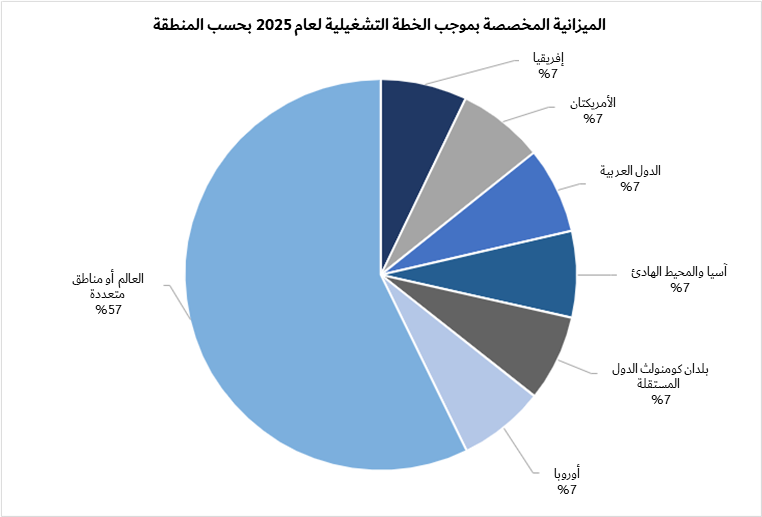 الميزانية المخصصة بموجب الخطة التشغيلية لعام 2025 بحسب المنطقة
إفريقيا
%7
الأمريكتان
%7
الدول العربية
%7
آسيا والمحيط الهادئ
%7
بلدان كومنولث الدول
المستقلة
%7
أوروبا
%7
العالم أو مناطق
متعددة
%57